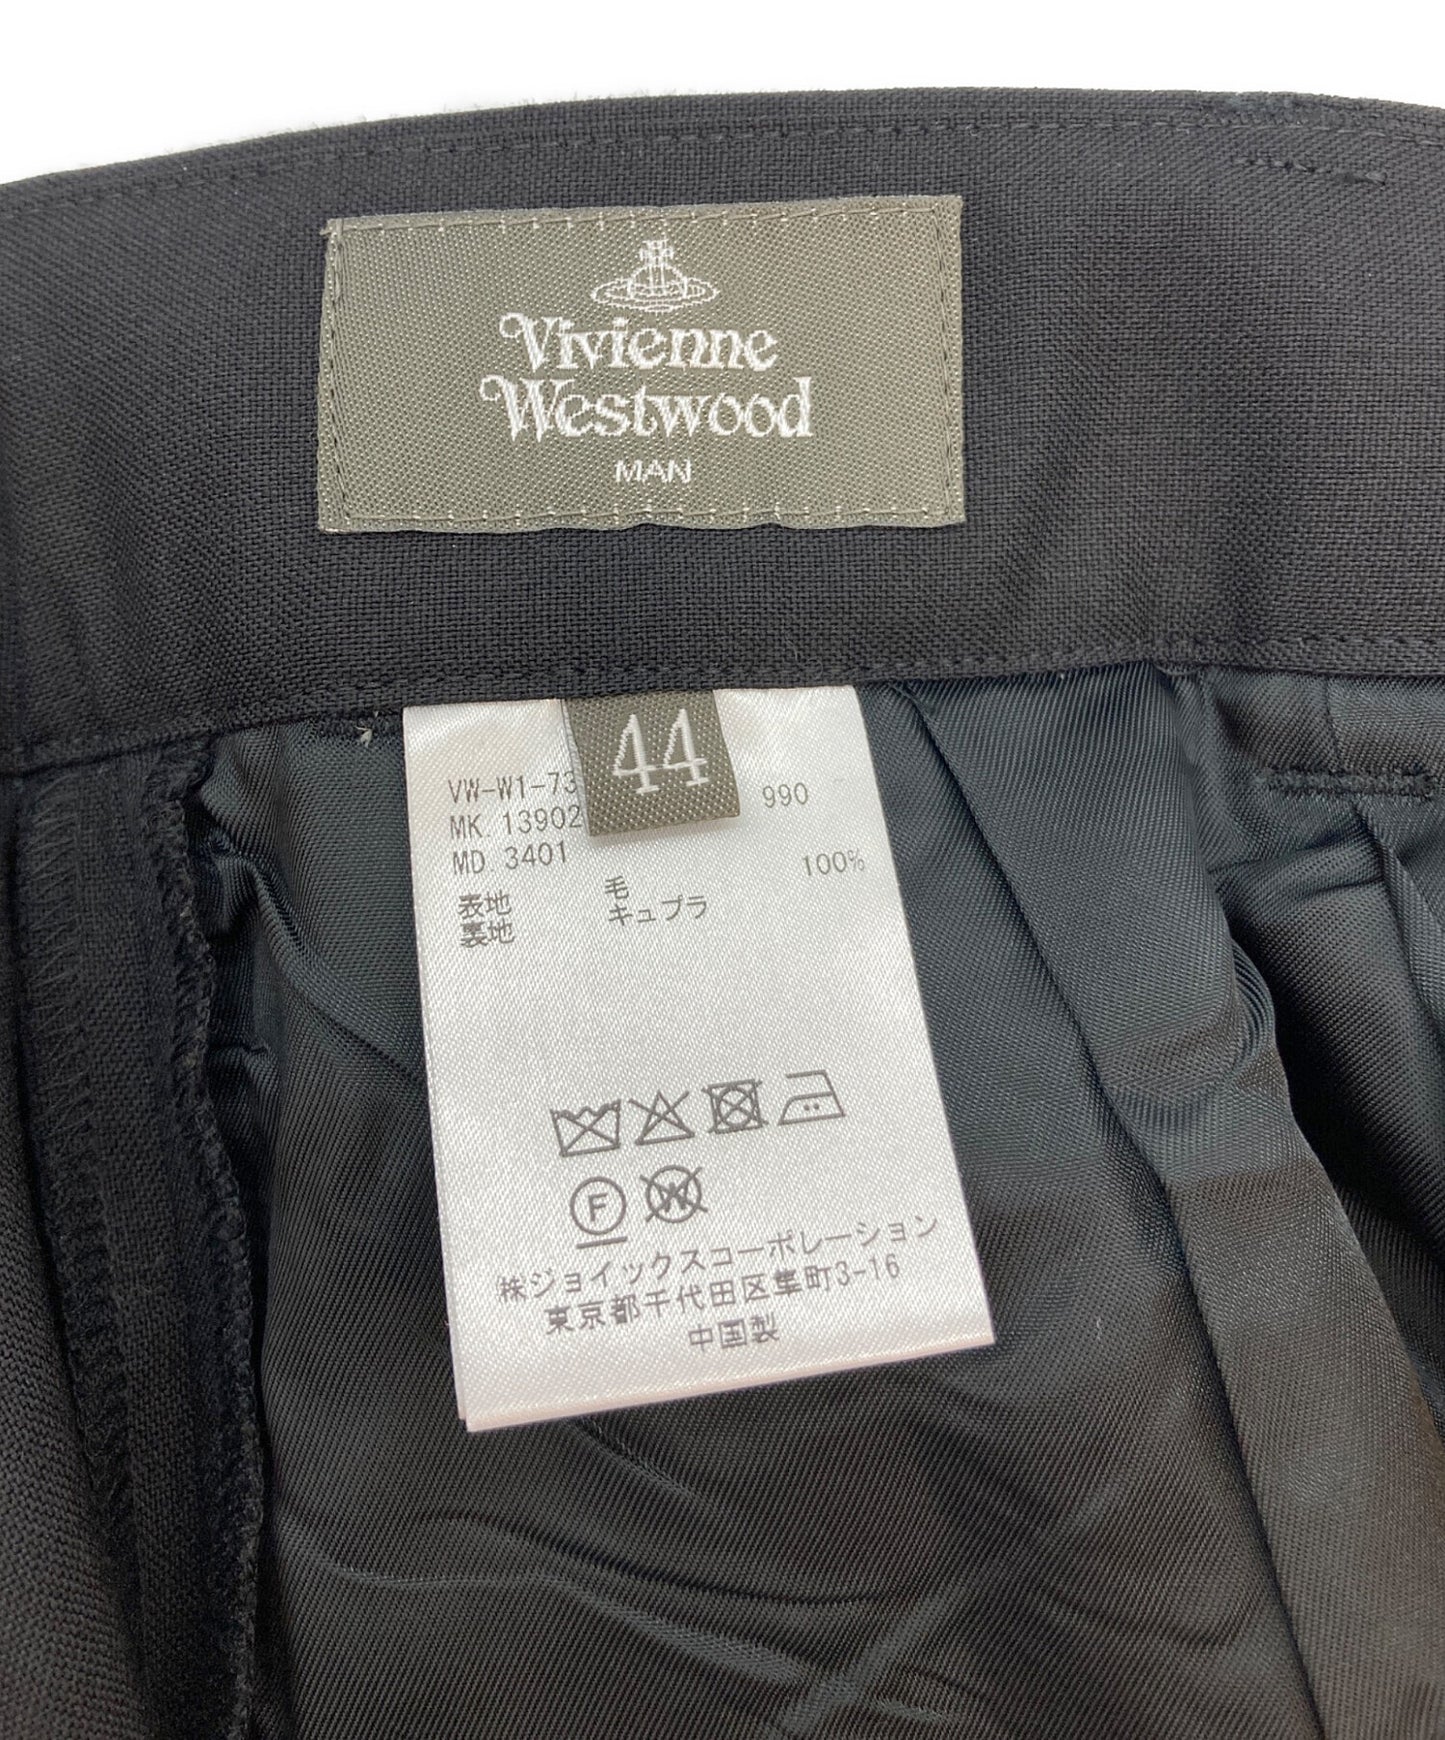 Vivienne
Westwood
MAN
44
VW-W1-73 990
MK. 13902
MD. 3401
表地 毛 100%
裏地 キュプラ
F W
㈱ジョイックスコーポレーション
東京都千代田区隼町3-16
中国製